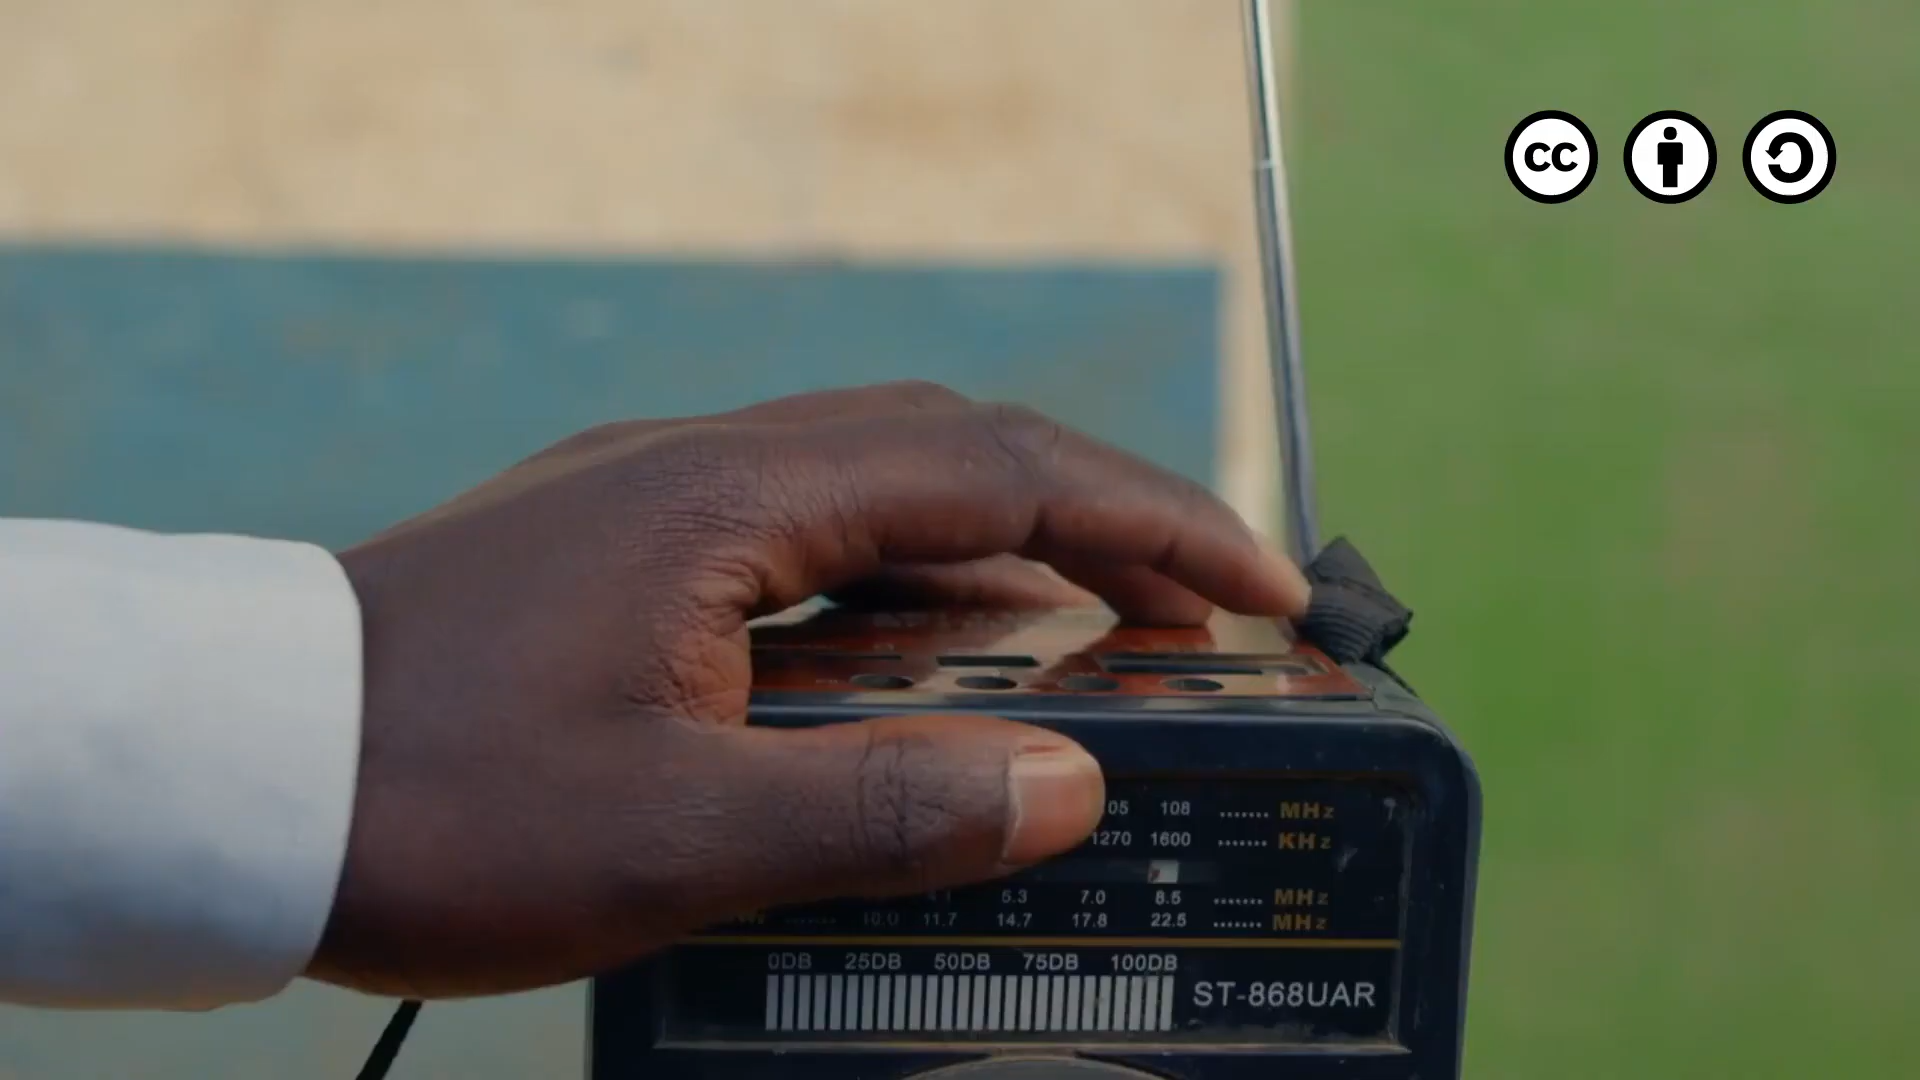 cc
05 108 ....... MHz
1270 1600 ....... KHz
5.3 7.0 8.5 ....... MHz
10.0 11.7 14.7 17.8 22.5 ....... MHz
0DB 25DB 50DB 75DB 100DB
ST-868UAR